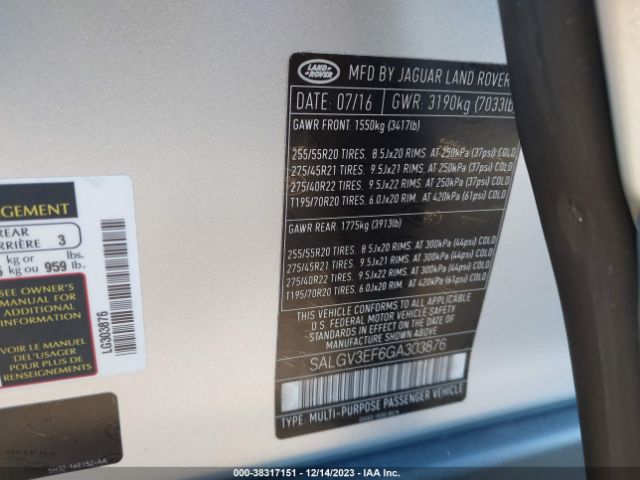 LAND
ROVER
MFD BY JAGUAR LAND ROVER
DATE: 07/16 GWR: 3190kg (7033lb
GAWR FRONT: 1550kg (3417lb)
255/55R20 TIRES. 8.5Jx20 RIMS. AT 250kPa (37psi) COLD
275/45R21 TIRES. 9.5Jx21 RIMS. AT 250kPa (37psi) COLD
275/40R22 TIRES. 9.5Jx22 RIMS. AT 250kPa (37psi) COLD
T195/70R20 TIRES. 6.0Jx20 RIMS. AT 420kPa (61psi) COLD
GAWR REAR: 1775kg (3913lb)
255/55R20 TIRES. 8.5Jx20 RIMS. AT 300kPa (44psi) COLD
275/45R21 TIRES. 9.5Jx21 RIMS. AT 300kPa (44psi) COLD
275/40R22 TIRES. 9.5Jx22 RIMS. AT 300kPa (44psi) COLD
T195/70R20 TIRES. 6.0Jx20 RIMS. AT 420kPa (61psi) COLD
THIS VEHICLE CONFORMS TO ALL APPLICABLE
U.S. FEDERAL MOTOR VEHICLE SAFETY
STANDARDS IN EFFECT ON THE DATE OF
MANUFACTURE SHOWN ABOVE.
SALGV3EF6GA303876
TYPE: MULTI-PURPOSE PASSENGER VEHICLE
REAR 3
kg or lbs.
kg ou 959 lb.
SEE OWNER'S
MANUAL FOR
ADDITIONAL
INFORMATION
VOIR LE MANUEL
DE L'USAGER
POUR PLUS DE
RENSEIGNEMENTS
LG303876
238 - 38317151 - 12/14/2023 - IAA Inc.